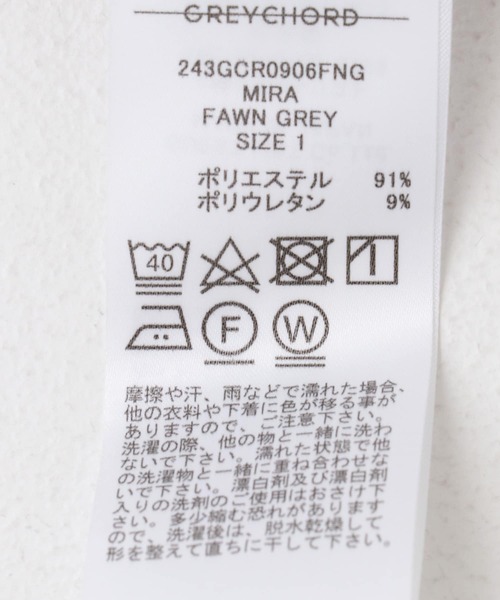 GREYCHORD
243GCR0906FNG
MIRA
FAWN GREY
SIZE 1
ポリエステル 91%
ポリウレタン 9%
40
F W
摩擦や汗、雨などで濡れた場合、
他の衣料や下着に色が移る事が
ありますので、ご注意下さい。
洗濯の際、他の物と一緒に洗わ
ないで下さい。濡れた状態で他
の洗濯物と一緒に重ね合わせな
いで下さい。漂白剤及び漂白剤
入りの洗剤のご使用はおさけ下
さい。多少縮む恐れがあります
ので、洗濯後は、脱水乾燥して
形を整えて直ちに干して下さい。